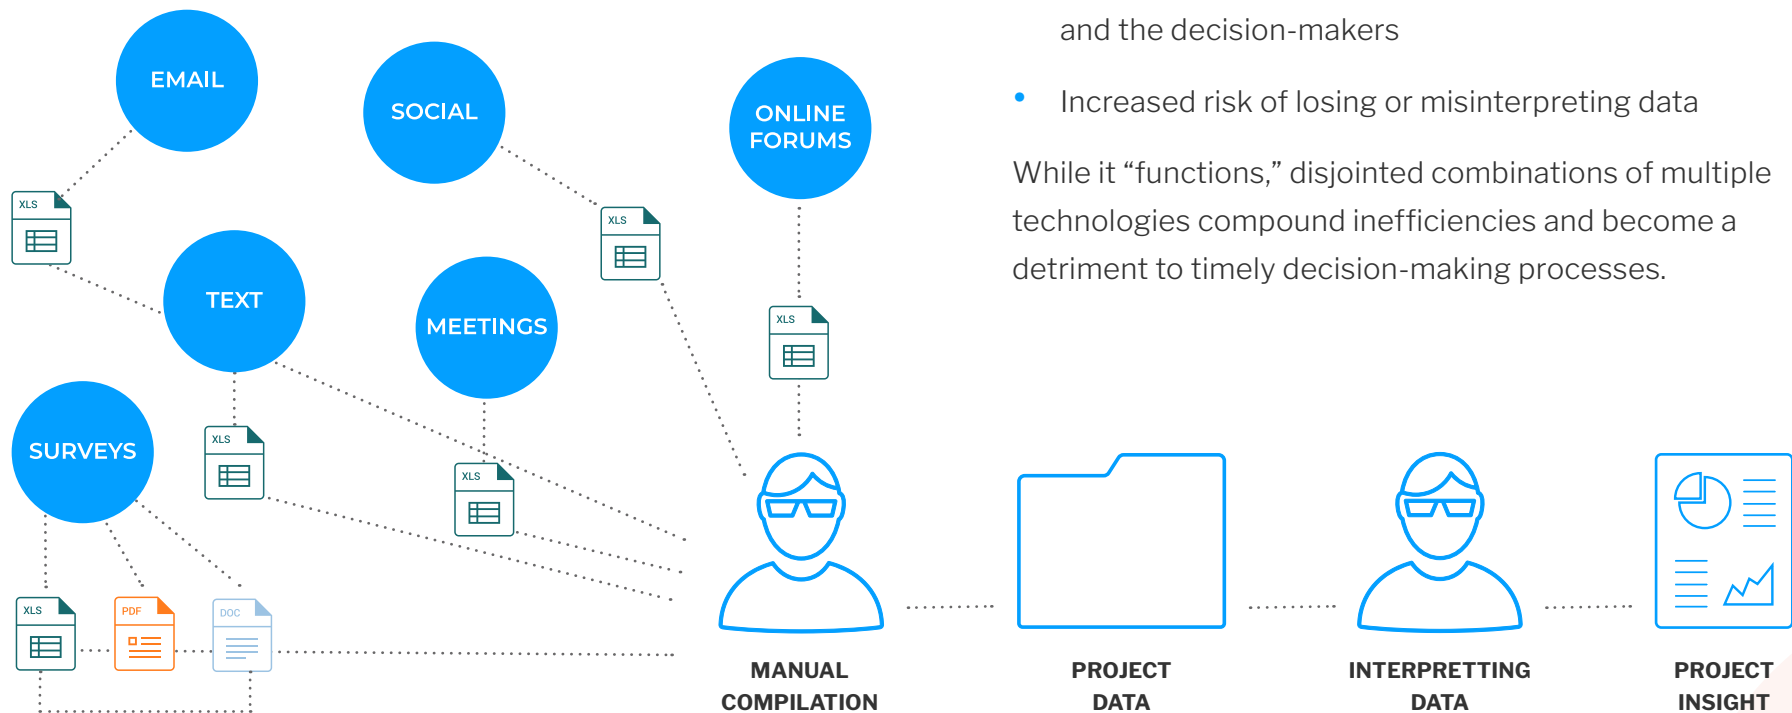 and the decision-makers
• Increased risk of losing or misinterpreting data
While it “functions,” disjointed combinations of multiple
technologies compound inefficiencies and become a
detriment to timely decision-making processes.
EMAIL
SOCIAL
ONLINE
FORUMS
XLS
XLS
TEXT
MEETINGS
XLS
SURVEYS
XLS
XLS
XLS
PDF
DOC
MANUAL
COMPILATION
PROJECT
DATA
INTERPRETTING
DATA
PROJECT
INSIGHT